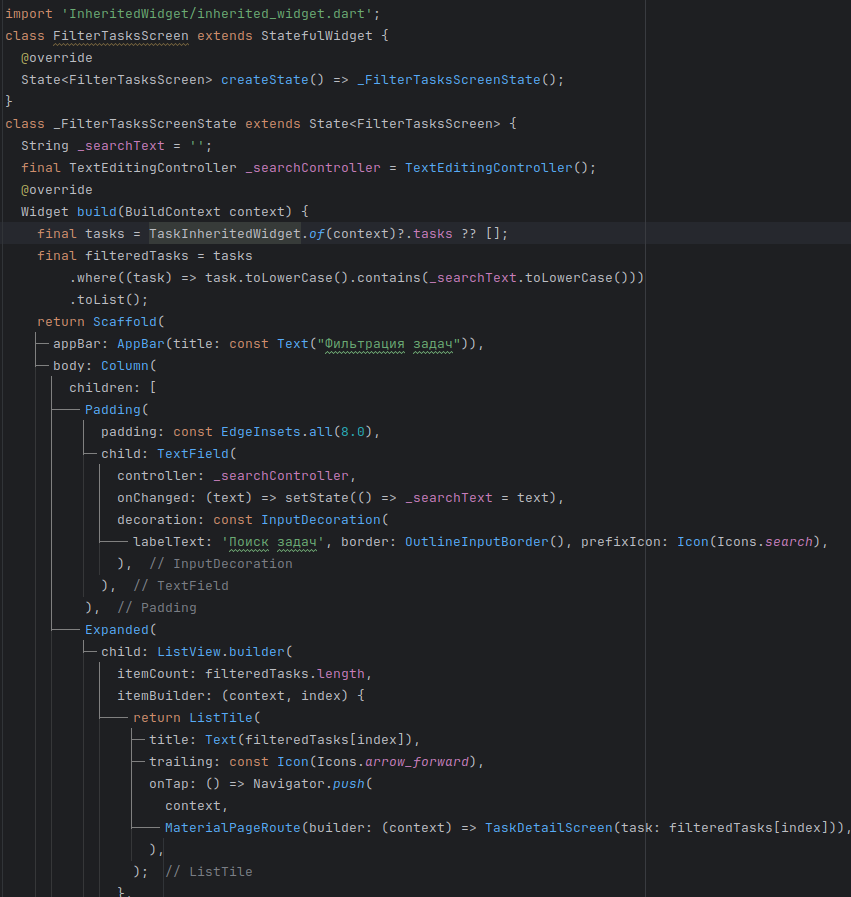 import 'InheritedWidget/inherited_widget.dart';
class FilterTasksScreen extends StatefulWidget {
  @override
  State<FilterTasksScreen> createState() => _FilterTasksScreenState();
}
class _FilterTasksScreenState extends State<FilterTasksScreen> {
  String _searchText = '';
  final TextEditingController _searchController = TextEditingController();
  @override
  Widget build(BuildContext context) {
    final tasks = TaskInheritedWidget.of(context)?.tasks ?? [];
    final filteredTasks = tasks
        .where((task) => task.toLowerCase().contains(_searchText.toLowerCase()))
        .toList();
    return Scaffold(
      appBar: AppBar(title: const Text("Фильтрация задач")),
      body: Column(
        children: [
          Padding(
            padding: const EdgeInsets.all(8.0),
            child: TextField(
              controller: _searchController,
              onChanged: (text) => setState(() => _searchText = text),
              decoration: const InputDecoration(
                labelText: 'Поиск задач', border: OutlineInputBorder(), prefixIcon: Icon(Icons.search),
              ), // InputDecoration
            ), // TextField
          ), // Padding
          Expanded(
            child: ListView.builder(
              itemCount: filteredTasks.length,
              itemBuilder: (context, index) {
                return ListTile(
                  title: Text(filteredTasks[index]),
                  trailing: const Icon(Icons.arrow_forward),
                  onTap: () => Navigator.push(
                    context,
                    MaterialPageRoute(builder: (context) => TaskDetailScreen(task: filteredTasks[index])),
                  ),
                ); // ListTile
              },